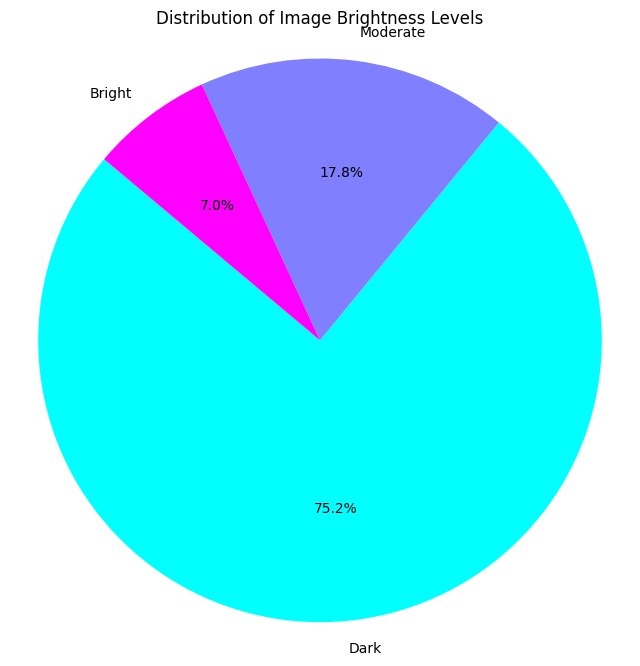 Distribution of Image Brightness Levels
Moderate
Bright
17.8%
7.0%
75.2%
Dark